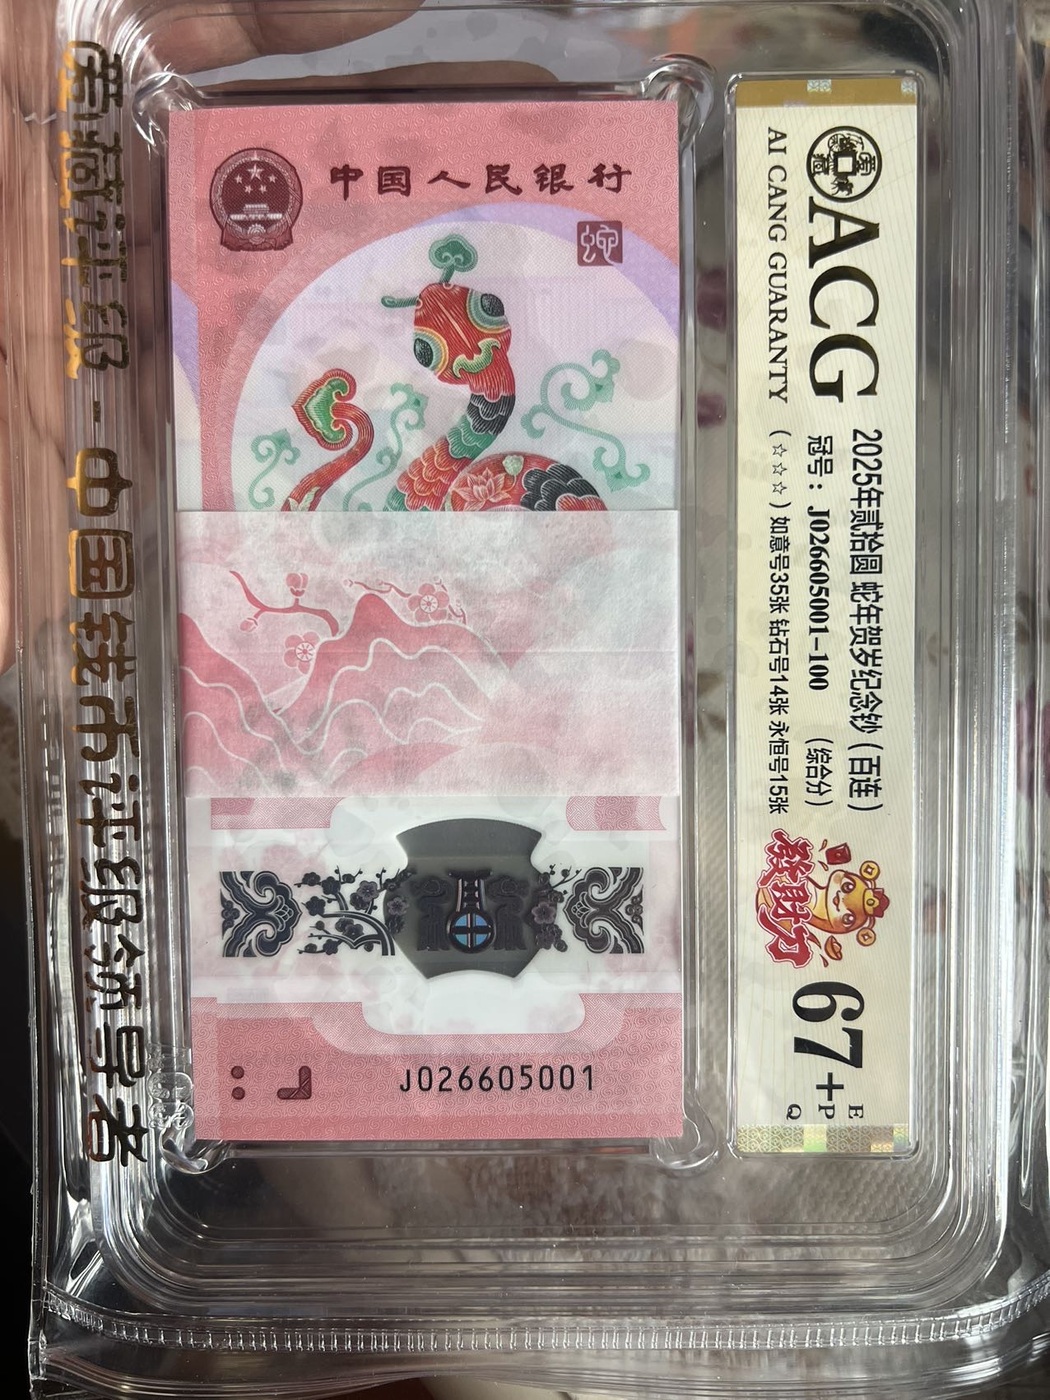 爱藏评级 - 中国钱币评级领导者
中国人民银行
蛇
J026605001
ACG
AI CANG GUARANTY
2025年贰拾圆 蛇年贺岁纪念钞 (百连)
冠号: J026605001-100 (综合分)
(☆☆☆) 如意号35张 钻石号14张 永恒号15张
發財了
67+
E
P
Q